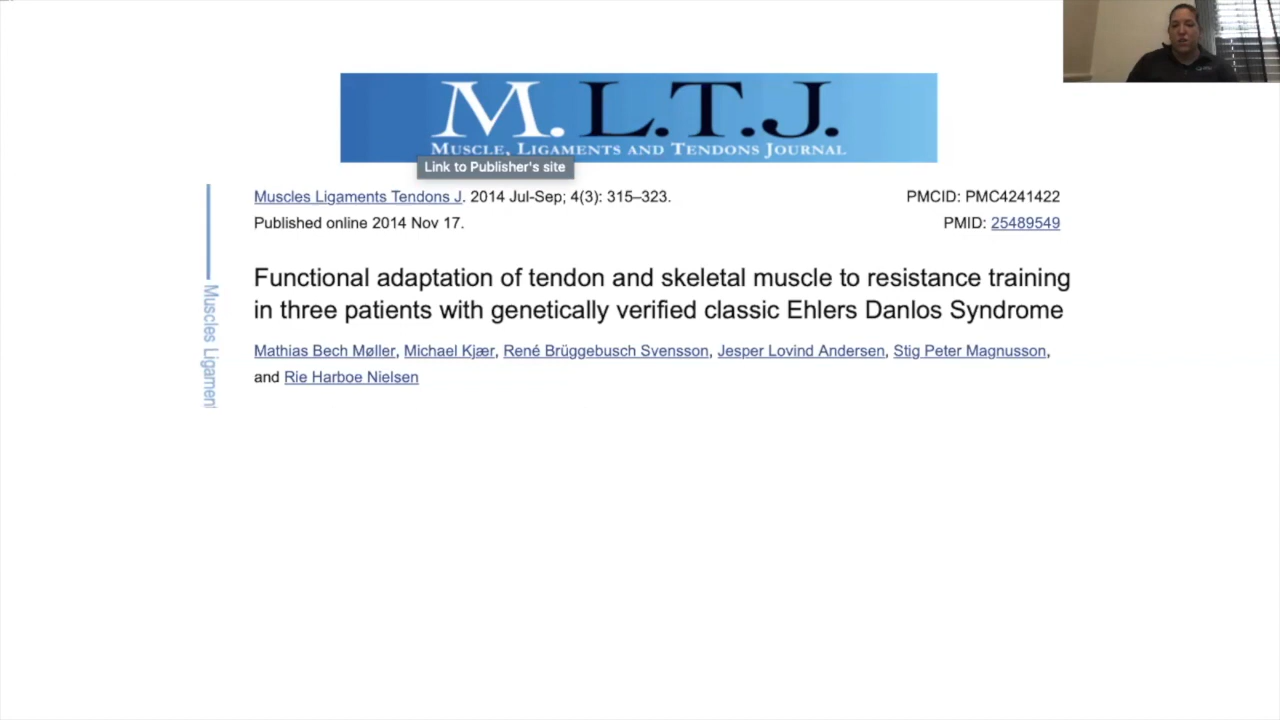 M. L.T.J.
MUSCLE, LIGAMENTS AND TENDONS JOURNAL
Link to Publisher's site
Muscles Ligaments Tendons J. 2014 Jul-Sep; 4(3): 315–323.
PMCID: PMC4241422
Published online 2014 Nov 17.
PMID: 25489549
Functional adaptation of tendon and skeletal muscle to resistance training
in three patients with genetically verified classic Ehlers Danlos Syndrome
Mathias Bech Møller, Michael Kjær, René Brüggebusch Svensson, Jesper Lovind Andersen, Stig Peter Magnusson,
and Rie Harboe Nielsen
Muscles Ligament